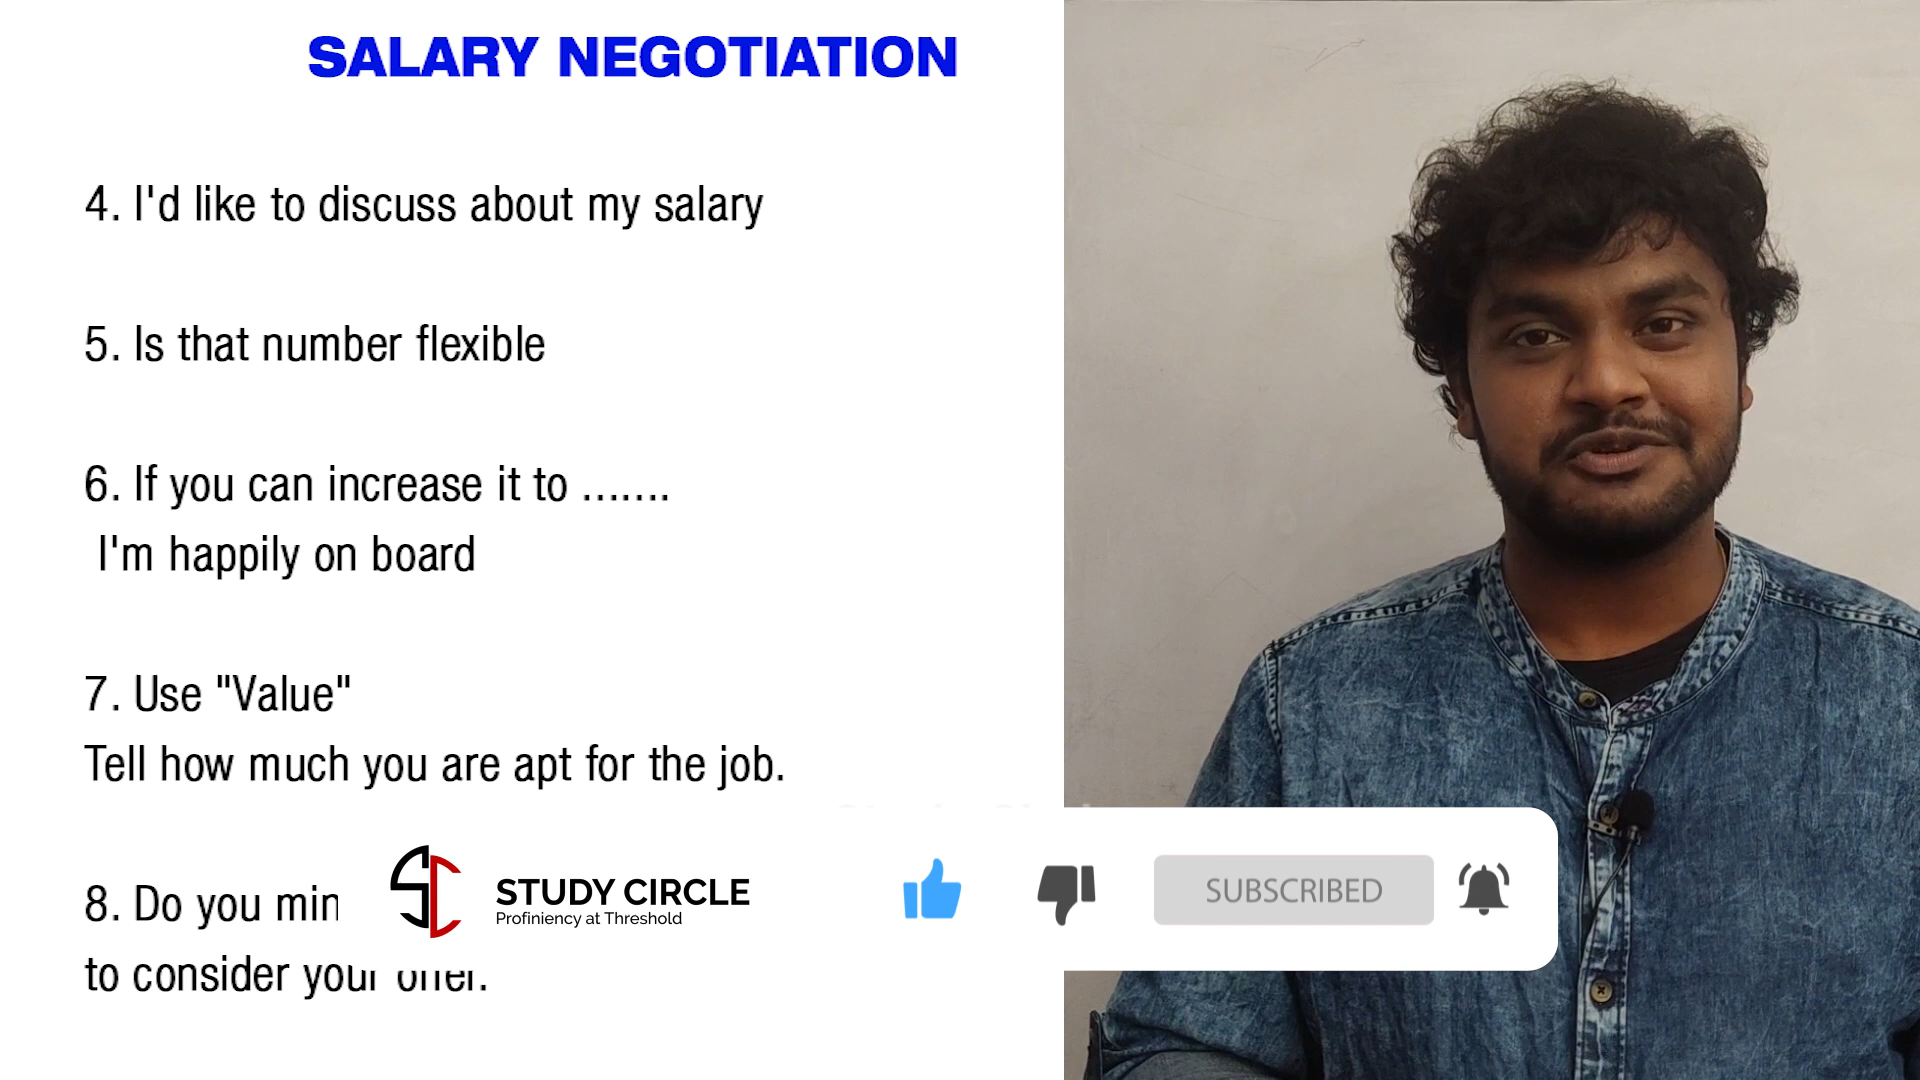 SALARY NEGOTIATION
4. I'd like to discuss about my salary
5. Is that number flexible
6. If you can increase it to .......
I'm happily on board
7. Use "Value"
Tell how much you are apt for the job.
8. Do you
to consider your offer.
STUDY CIRCLE
Profiniency at Threshold
SUBSCRIBED